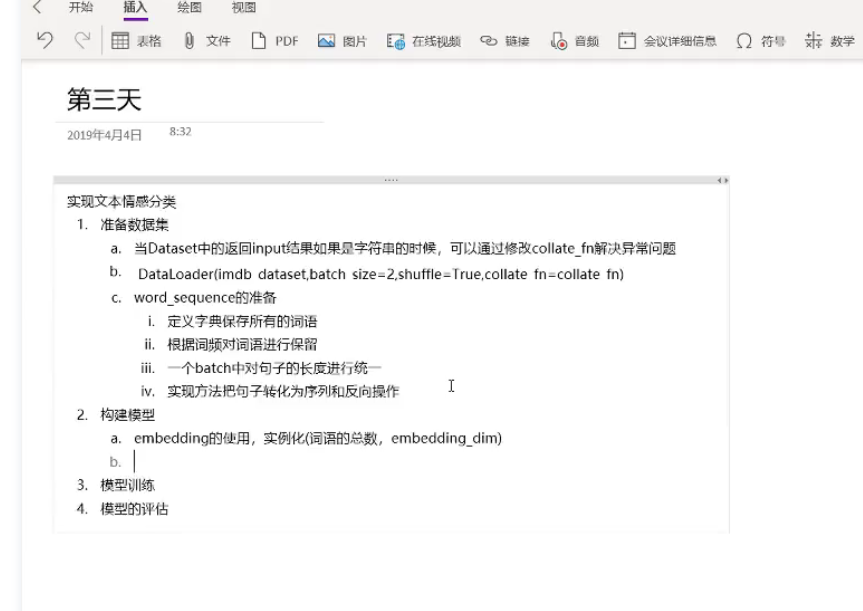 开始 插入 绘图 视图
表格 文件 PDF 图片 在线视频 链接 音频 会议详细信息 符号 数学
第三天
2019年4月4日 8:32
实现文本情感分类
1. 准备数据集
a. 当Dataset中的返回input结果如果是字符串的时候，可以通过修改collate_fn解决异常问题
b. DataLoader(imdb_dataset,batch_size=2,shuffle=True,collate_fn=collate_fn)
c. word_sequence的准备
i. 定义字典保存所有的词语
ii. 根据词频对词语进行保留
iii. 一个batch中对句子的长度进行统一
iv. 实现方法把句子转化为序列和反向操作
2. 构建模型
a. embedding的使用，实例化(词语的总数，embedding_dim)
b.
3. 模型训练
4. 模型的评估